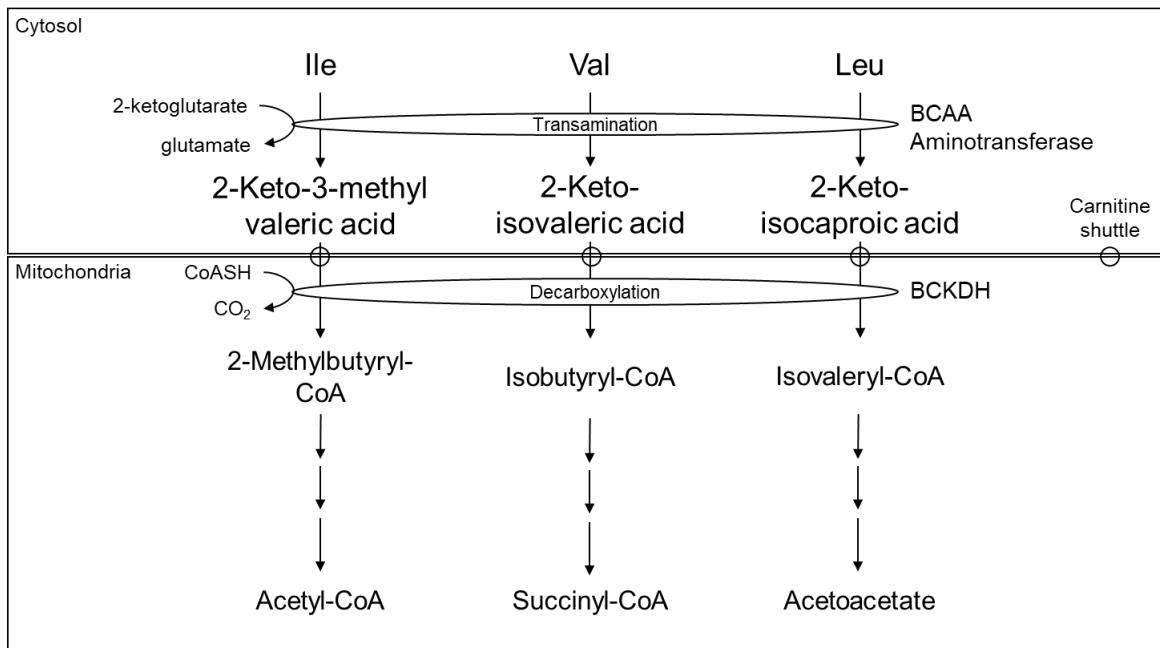 Cytosol
Ile
Val
Leu
2-ketoglutarate
glutamate
Transamination
BCAA
Aminotransferase
2-Keto-3-methyl
valeric acid
2-Keto-
isovaleric acid
2-Keto-
isocaproic acid
Carnitine
shuttle
Mitochondria
CoASH
CO₂
Decarboxylation
BCKDH
2-Methylbutyryl-
CoA
Isobutyryl-CoA
Isovaleryl-CoA
Acetyl-CoA
Succinyl-CoA
Acetoacetate